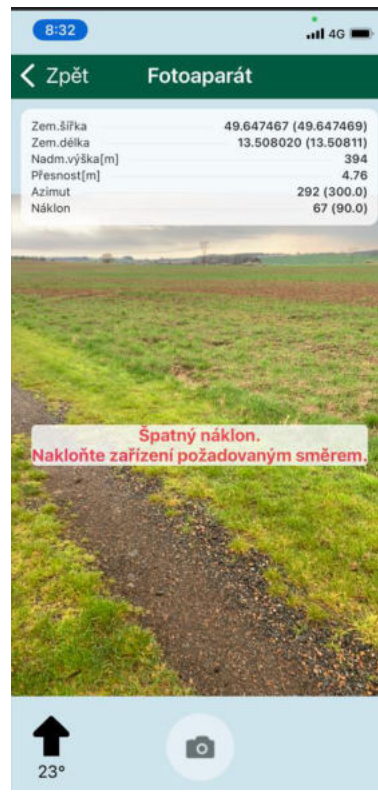 8:32
4G
Zpět Fotoaparát
Zem.šířka 49.647467 (49.647469)
Zem.délka 13.508020 (13.50811)
Nadm.výška[m] 394
Přesnost[m] 4.76
Azimut 292 (300.0)
Náklon 67 (90.0)
Špatný náklon.
Nakloňte zařízení požadovaným směrem.
23°